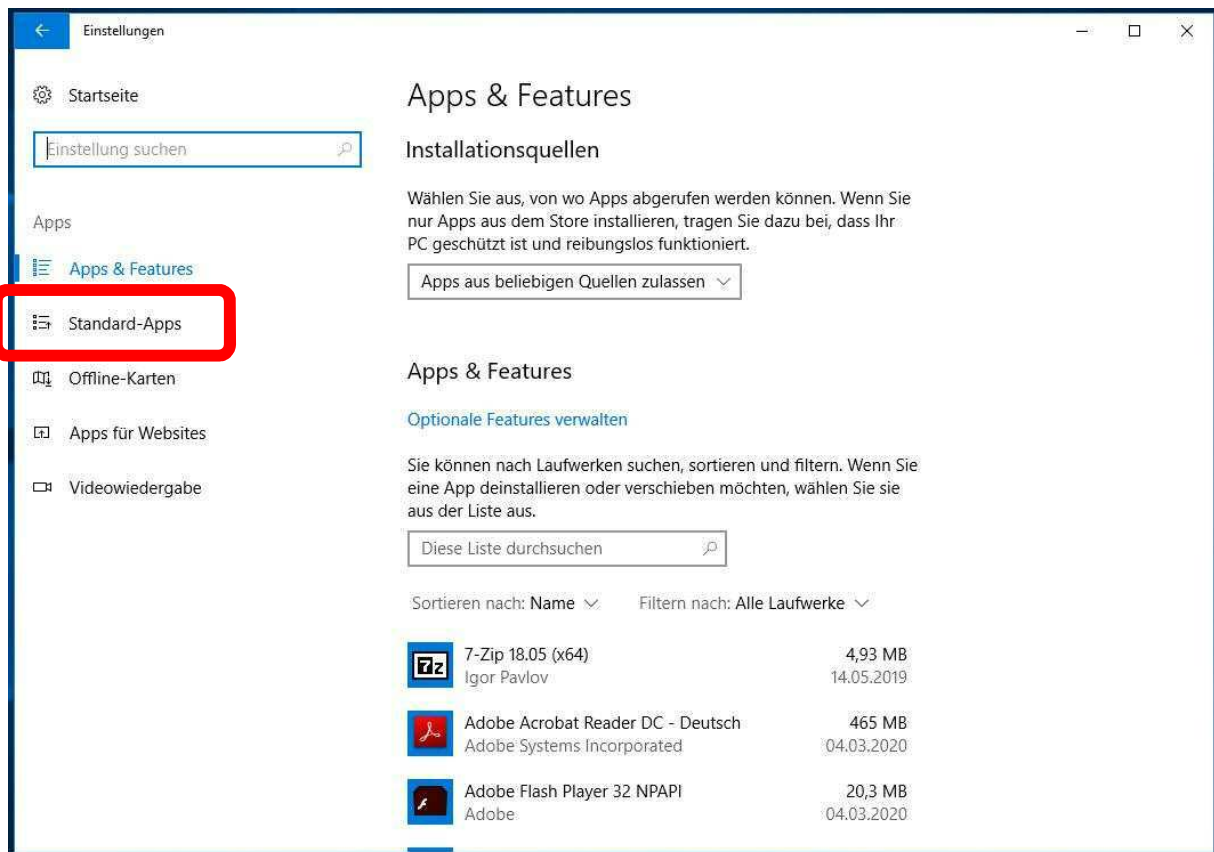 Einstellungen
Startseite
Einstellung suchen
Apps
Apps & Features
Standard-Apps
Offline-Karten
Apps für Websites
Videowiedergabe
Apps & Features
Installationsquellen
Wählen Sie aus, von wo Apps abgerufen werden können. Wenn Sie
nur Apps aus dem Store installieren, tragen Sie dazu bei, dass Ihr
PC geschützt ist und reibungslos funktioniert.
Apps aus beliebigen Quellen zulassen
Apps & Features
Optionale Features verwalten
Sie können nach Laufwerken suchen, sortieren und filtern. Wenn Sie
eine App deinstallieren oder verschieben möchten, wählen Sie sie
aus der Liste aus.
Diese Liste durchsuchen
Sortieren nach: Name Filtern nach: Alle Laufwerke
7z
7-Zip 18.05 (x64) 4,93 MB
Igor Pavlov 14.05.2019
Adobe Acrobat Reader DC - Deutsch 465 MB
Adobe Systems Incorporated 04.03.2020
Adobe Flash Player 32 NPAPI 20,3 MB
Adobe 04.03.2020